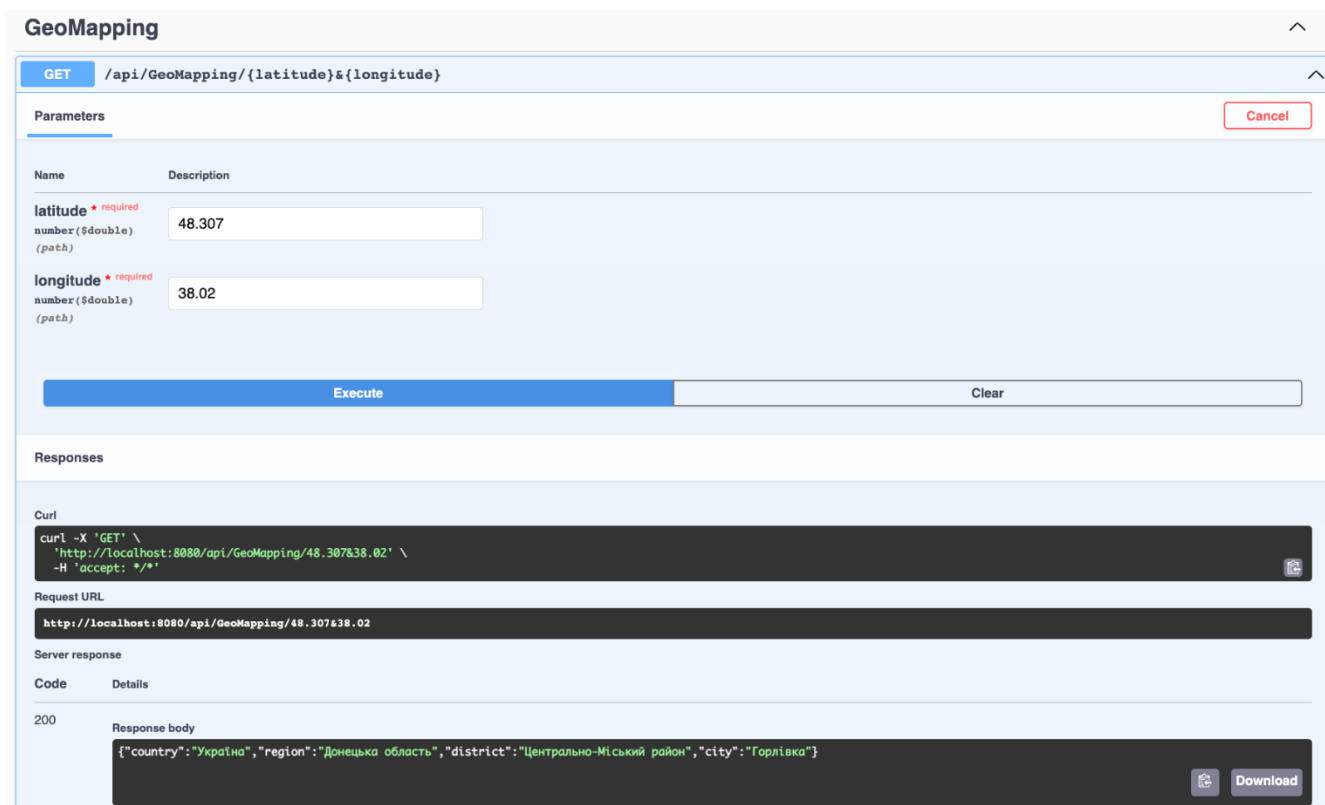 GeoMapping
GET /api/GeoMapping/{latitude}&{longitude}
Parameters Cancel
Name Description
latitude * required
number($double)
(path)
48.307
longitude * required
number($double)
(path)
38.02
Execute Clear
Responses
Curl
curl -X 'GET' \
'http://localhost:8080/api/GeoMapping/48.307&38.02' \
-H 'accept: */*'
Request URL
http://localhost:8080/api/GeoMapping/48.307&38.02
Server response
Code Details
200
Response body
{"country":"Україна","region":"Донецька область","district":"Центрально-Міський район","city":"Горлівка"}
Download